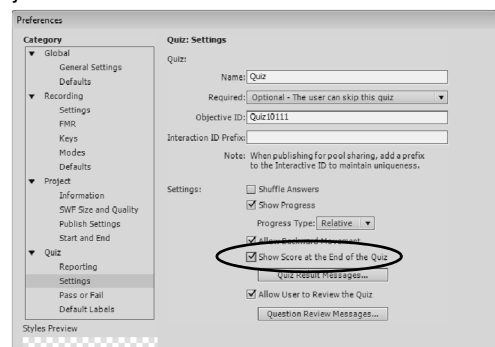 Preferences
Category
Global
General Settings
Defaults
Recording
Settings
FMR
Keys
Modes
Defaults
Project
Information
SWF Size and Quality
Publish Settings
Start and End
Quiz
Reporting
Settings
Pass or Fail
Default Labels
Styles Preview
Quiz: Settings
Quiz:
Name: Quiz
Required: Optional - The user can skip this quiz
Objective ID: Quiz10111
Interaction ID Prefix:
Note: When publishing for pool sharing, add a prefix
to the Interactive ID to maintain uniqueness.
Settings: Shuffle Answers
Show Progress
Progress Type: Relative
Allow Backward Movement
Show Score at the End of the Quiz
Quiz Result Messages...
Allow User to Review the Quiz
Question Review Messages...